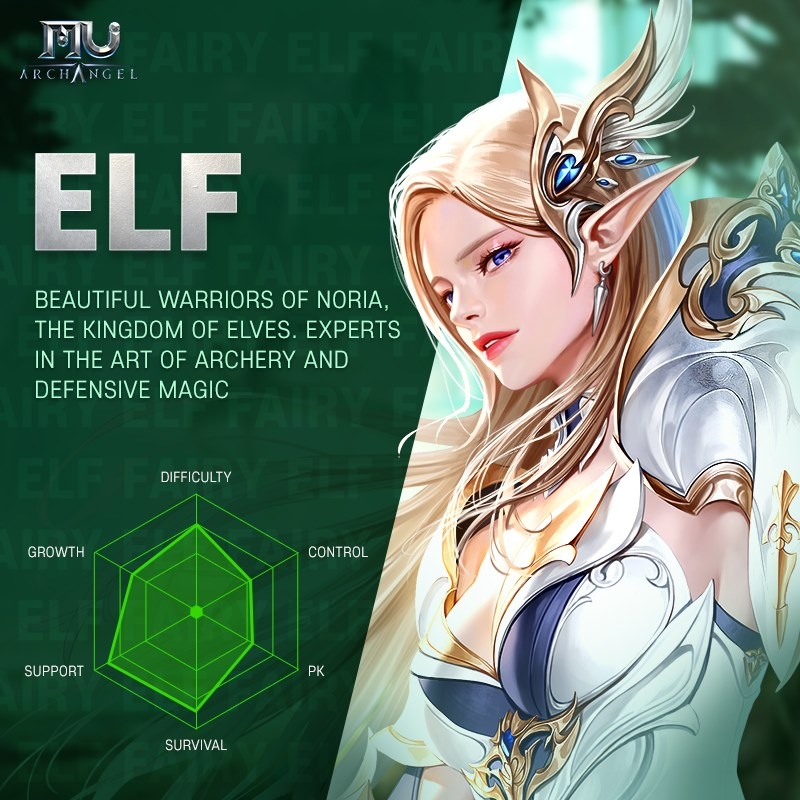 MU
ARCHANGEL
ELF
BEAUTIFUL WARRIORS OF NORIA,
THE KINGDOM OF ELVES. EXPERTS
IN THE ART OF ARCHERY AND
DEFENSIVE MAGIC
DIFFICULTY
GROWTH
CONTROL
SUPPORT
PK
SURVIVAL